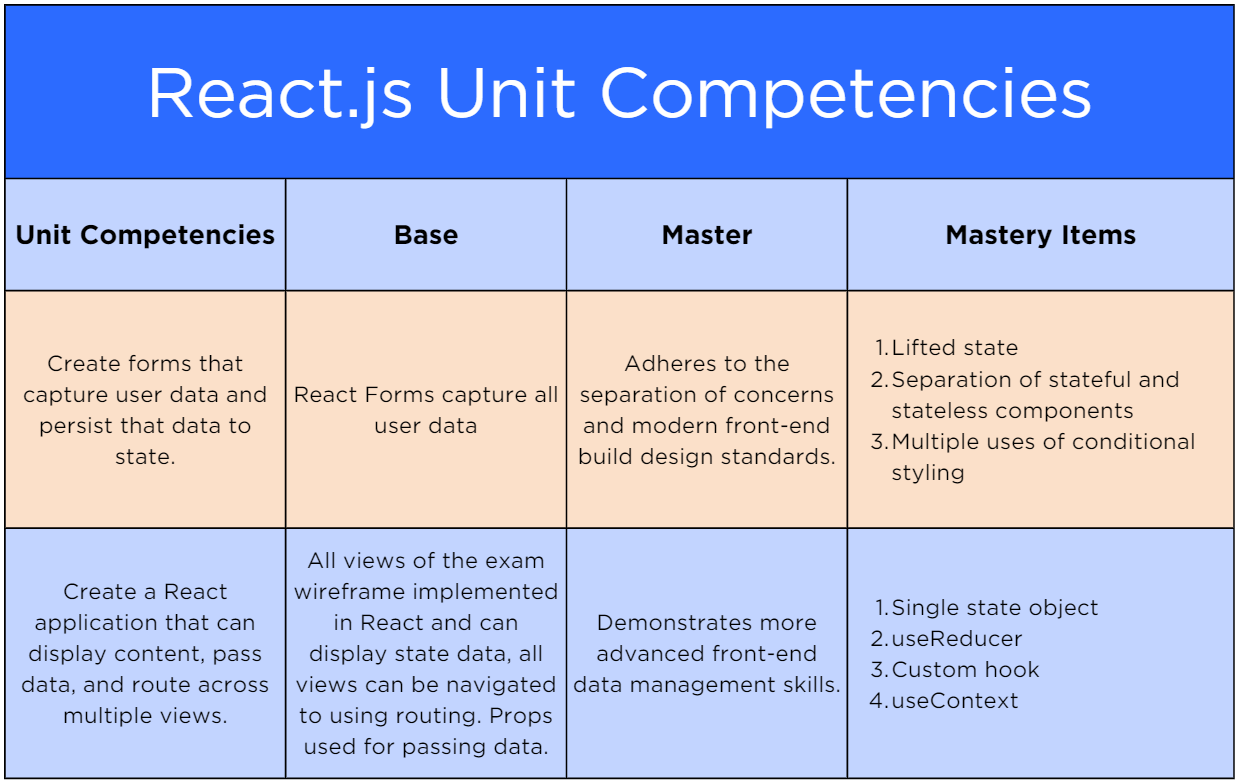 React.js Unit Competencies
Unit Competencies
Base
Master
Mastery Items
Create forms that
capture user data and
persist that data to
state.
React Forms capture all
user data
Adheres to the
separation of concerns
and modern front-end
build design standards.
1. Lifted state
2. Separation of stateful and
stateless components
3. Multiple uses of conditional
styling
Create a React
application that can
display content, pass
data, and route across
multiple views.
All views of the exam
wireframe implemented
in React and can
display state data, all
views can be navigated
to using routing. Props
used for passing data.
Demonstrates more
advanced front-end
data management skills.
1. Single state object
2. useReducer
3. Custom hook
4. useContext